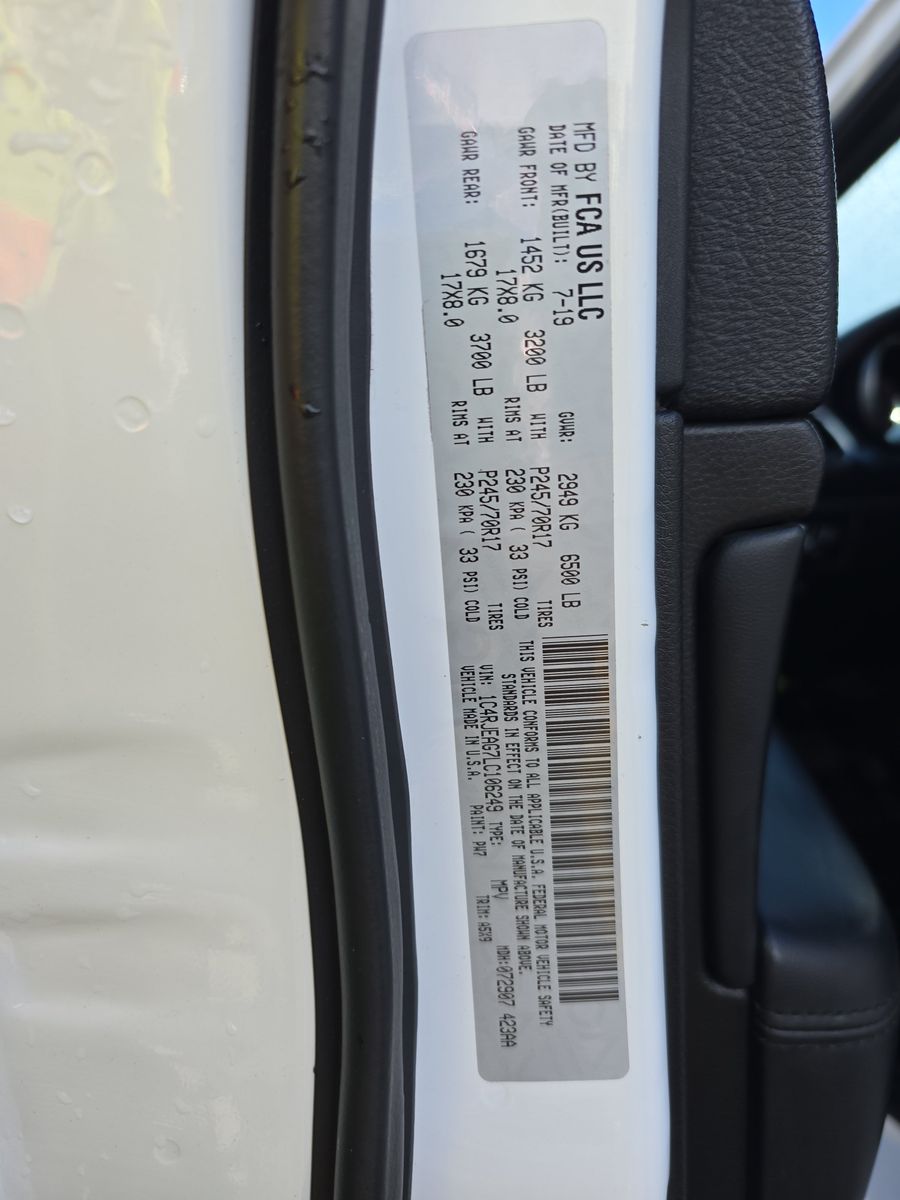 MFD BY FCA US LLC
DATE OF MFR(BUILT): 7-19 GVWR: 2949 KG 6500 LB
GAWR FRONT: 1452 KG 3200 LB WITH P245/70R17 TIRES
17X8.0 RIMS AT 230 KPA ( 33 PSI) COLD
GAWR REAR: 1679 KG 3700 LB WITH P245/70R17 TIRES
17X8.0 RIMS AT 230 KPA ( 33 PSI) COLD
THIS VEHICLE CONFORMS TO ALL APPLICABLE U.S.A. FEDERAL MOTOR VEHICLE SAFETY
STANDARDS IN EFFECT ON THE DATE OF MANUFACTURE SHOWN ABOVE.
VIN: 1C4RJEAG7LC106249 TYPE: MPV MDH:072907 423AA
VEHICLE MADE IN U.S.A. PAINT: PW7 TRIM: A5X9